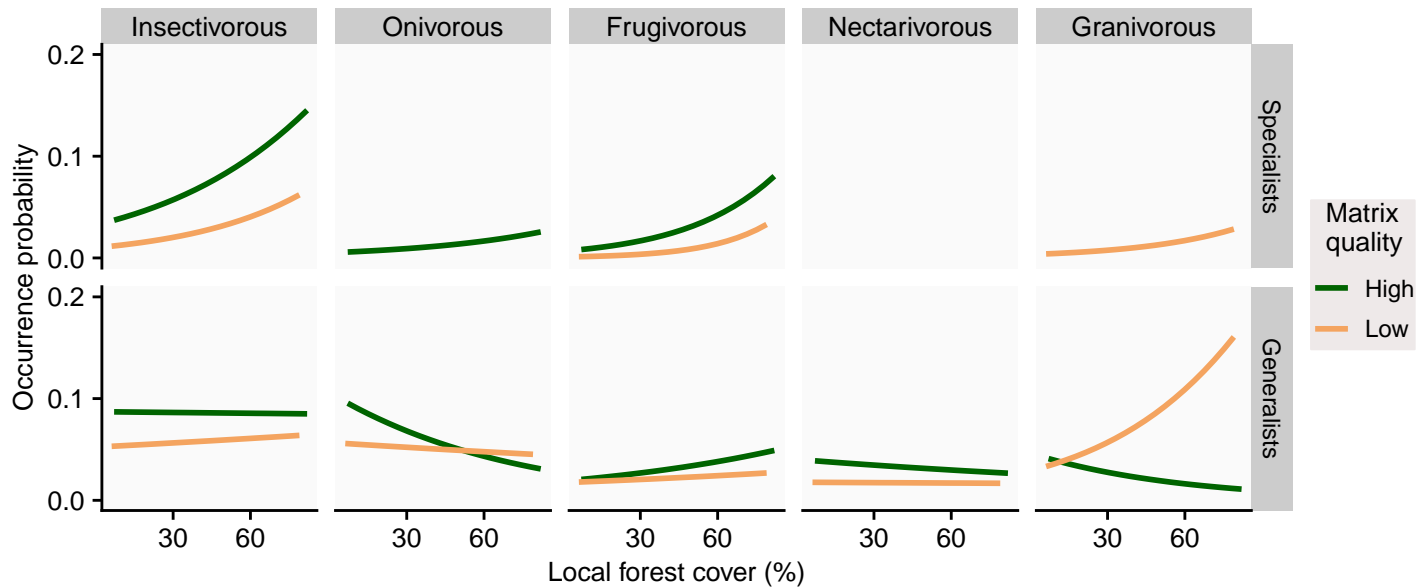 Insectivorous Onivorous Frugivorous Nectarivorous Granivorous
Occurrence probability
0.2
0.1
0.0
Specialists
0.2
0.1
0.0
Generalists
30 60 30 60 30 60 30 60 30 60
Local forest cover (%)
Matrix
quality
High
Low